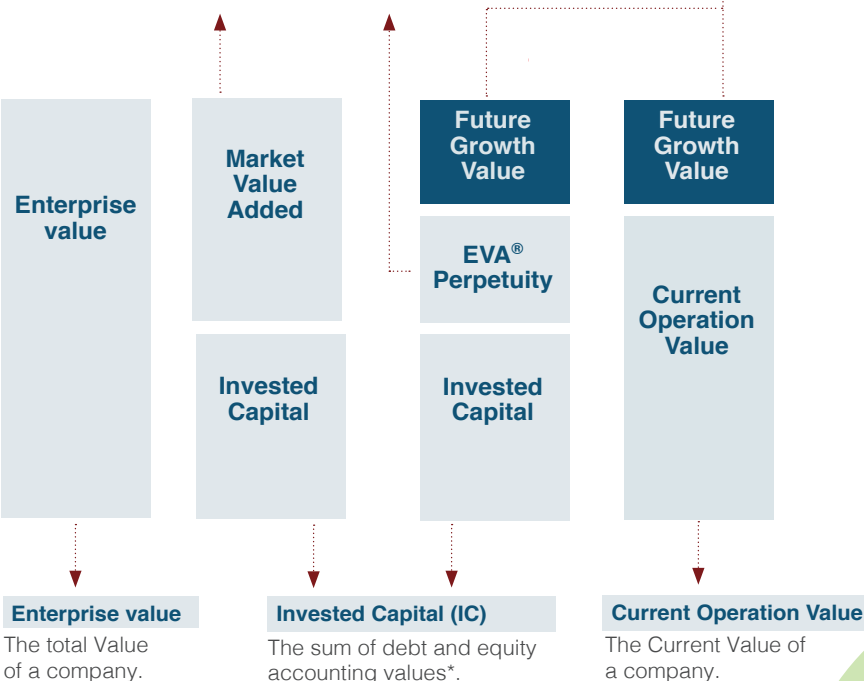 Enterprise
value
Market
Value
Added
Invested
Capital
Future
Growth
Value
EVA®
Perpetuity
Invested
Capital
Future
Growth
Value
Current
Operation
Value
Enterprise value
The total Value
of a company.
Invested Capital (IC)
The sum of debt and equity
accounting values*.
Current Operation Value
The Current Value of
a company.